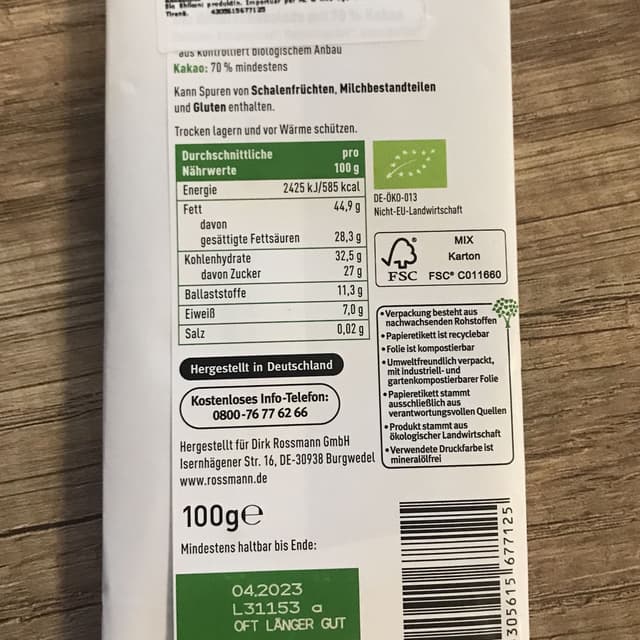 Tiranë.
4305615677125
aus kontrolliert biologischem Anbau
Kakao: 70 % mindestens
Kann Spuren von Schalenfrüchten, Milchbestandteilen
und Gluten enthalten.
Trocken lagern und vor Wärme schützen.
Durchschnittliche pro
Nährwerte 100 g
Energie 2425 kJ/585 kcal
Fett 44,9 g
davon
gesättigte Fettsäuren 28,3 g
Kohlenhydrate 32,5 g
davon Zucker 27 g
Ballaststoffe 11,3 g
Eiweiß 7,0 g
Salz 0,02 g
DE-ÖKO-013
Nicht-EU-Landwirtschaft
FSC
MIX
Karton
FSC® C011660
• Verpackung besteht aus
nachwachsenden Rohstoffen
• Papieretikett ist recyclebar
• Folie ist kompostierbar
• Umweltfreundlich verpackt,
mit industriell- und
gartenkompostierbarer Folie
• Papieretikett stammt
ausschließlich aus
verantwortungsvollen Quellen
• Produkt stammt aus
ökologischer Landwirtschaft
• Verwendete Druckfarbe ist
mineralölfrei
Hergestellt in Deutschland
Kostenloses Info-Telefon:
0800-76 77 62 66
Hergestellt für Dirk Rossmann GmbH
Isernhägener Str. 16, DE-30938 Burgwedel
www.rossmann.de
100g℮
Mindestens haltbar bis Ende:
04.2023
L31153 a
OFT LÄNGER GUT
305615 677125